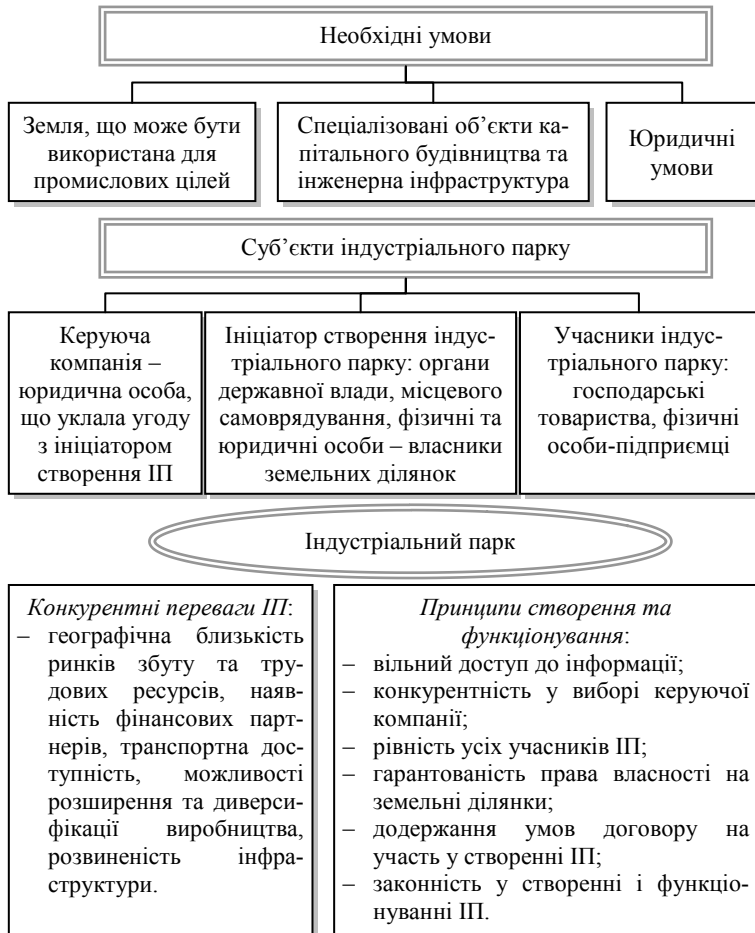 Необхідні умови
Земля, що може бути
використана для
промислових цілей
Спеціалізовані об’єкти ка-
пітального будівництва та
інженерна інфраструктура
Юридичні
умови
Суб’єкти індустріального парку
Керуюча
компанія –
юридична особа,
що уклала угоду
з ініціатором
створення ІП
Ініціатор створення індус-
тріального парку: органи
державної влади, місцевого
самоврядування, фізичні та
юридичні особи – власники
земельних ділянок
Учасники індус-
тріального парку:
господарські
товариства, фізичні
особи-підприємці
Індустріальний парк
Конкурентні переваги ІП:
– географічна близькість
ринків збуту та тру-
дових ресурсів, наяв-
ність фінансових парт-
нерів, транспортна дос-
тупність, можливості
розширення та диверси-
фікації виробництва,
розвиненість інфра-
структури.
Принципи створення та
функціонування:
– вільний доступ до інформації;
– конкурентність у виборі керуючої
компанії;
– рівність усіх учасників ІП;
– гарантованість права власності на
земельні ділянки;
– додержання умов договору на
участь у створенні ІП;
– законність у створенні і функціо-
нуванні ІП.